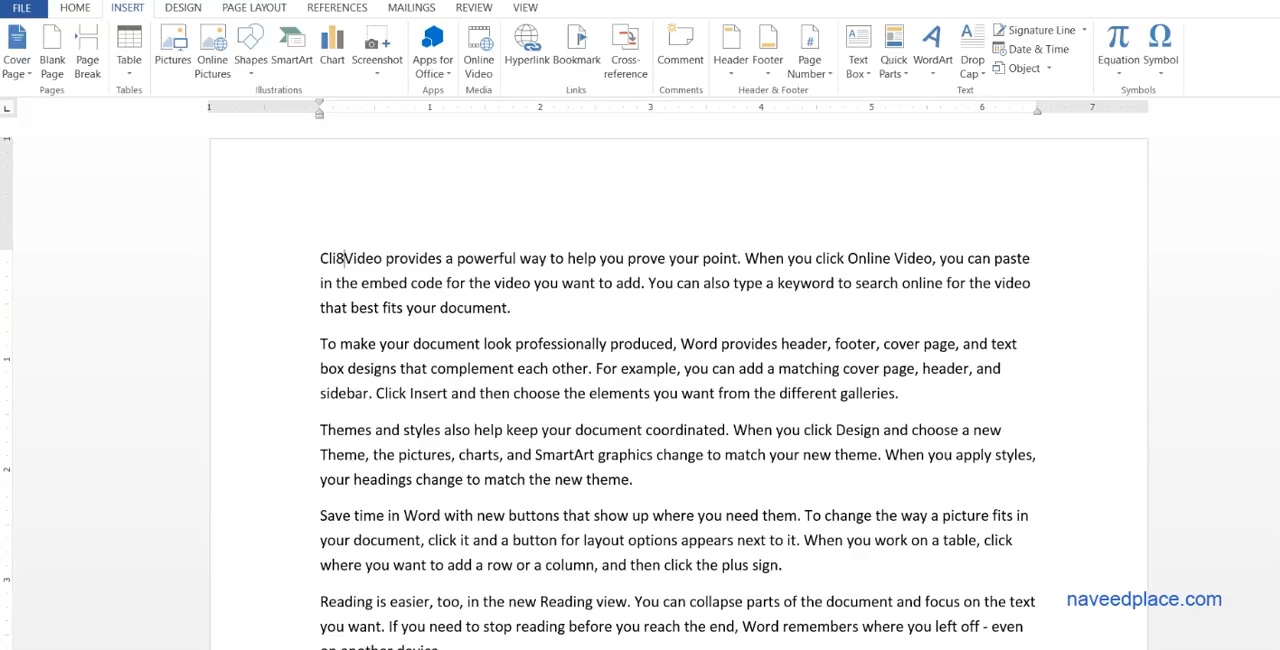 FILE HOME INSERT DESIGN PAGE LAYOUT REFERENCES MAILINGS REVIEW VIEW
Cover Page Blank Page Page Break Table Pictures Online Pictures Shapes SmartArt Chart Screenshot Apps for Office Online Video Hyperlink Bookmark Cross-reference Comment Header Footer Page Number Text Box Quick Parts WordArt Drop Cap Signature Line Date & Time Object Equation Symbol
Pages Tables Illustrations Apps Media Links Comments Header & Footer Text Symbols
1 1 2 3 4 5 6 7
Cli8Video provides a powerful way to help you prove your point. When you click Online Video, you can paste
in the embed code for the video you want to add. You can also type a keyword to search online for the video
that best fits your document.
To make your document look professionally produced, Word provides header, footer, cover page, and text
box designs that complement each other. For example, you can add a matching cover page, header, and
sidebar. Click Insert and then choose the elements you want from the different galleries.
Themes and styles also help keep your document coordinated. When you click Design and choose a new
Theme, the pictures, charts, and SmartArt graphics change to match your new theme. When you apply styles,
your headings change to match the new theme.
Save time in Word with new buttons that show up where you need them. To change the way a picture fits in
your document, click it and a button for layout options appears next to it. When you work on a table, click
where you want to add a row or a column, and then click the plus sign.
Reading is easier, too, in the new Reading view. You can collapse parts of the document and focus on the text
you want. If you need to stop reading before you reach the end, Word remembers where you left off - even
on another device.
naveedplace.com
1
1
2
3